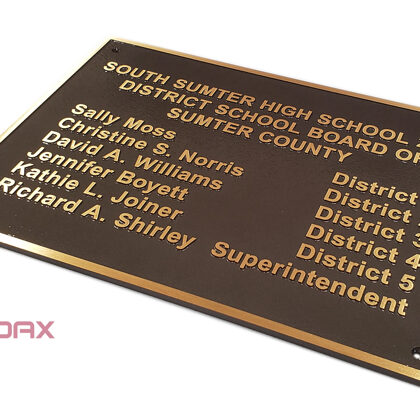 SOUTH SUMTER HIGH SCHOOL
DISTRICT SCHOOL BOARD
SUMTER COUNTY
Sally Moss District
Christine S. Norris District
David A. Williams District 3
Jennifer Boyett District 4
Kathie L. Joiner District 5
Richard A. Shirley Superintendent
DAX